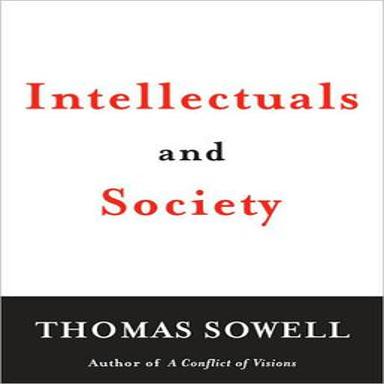 Intellectuals
and
Society
THOMAS SOWELL
Author of A Conflict of Visions